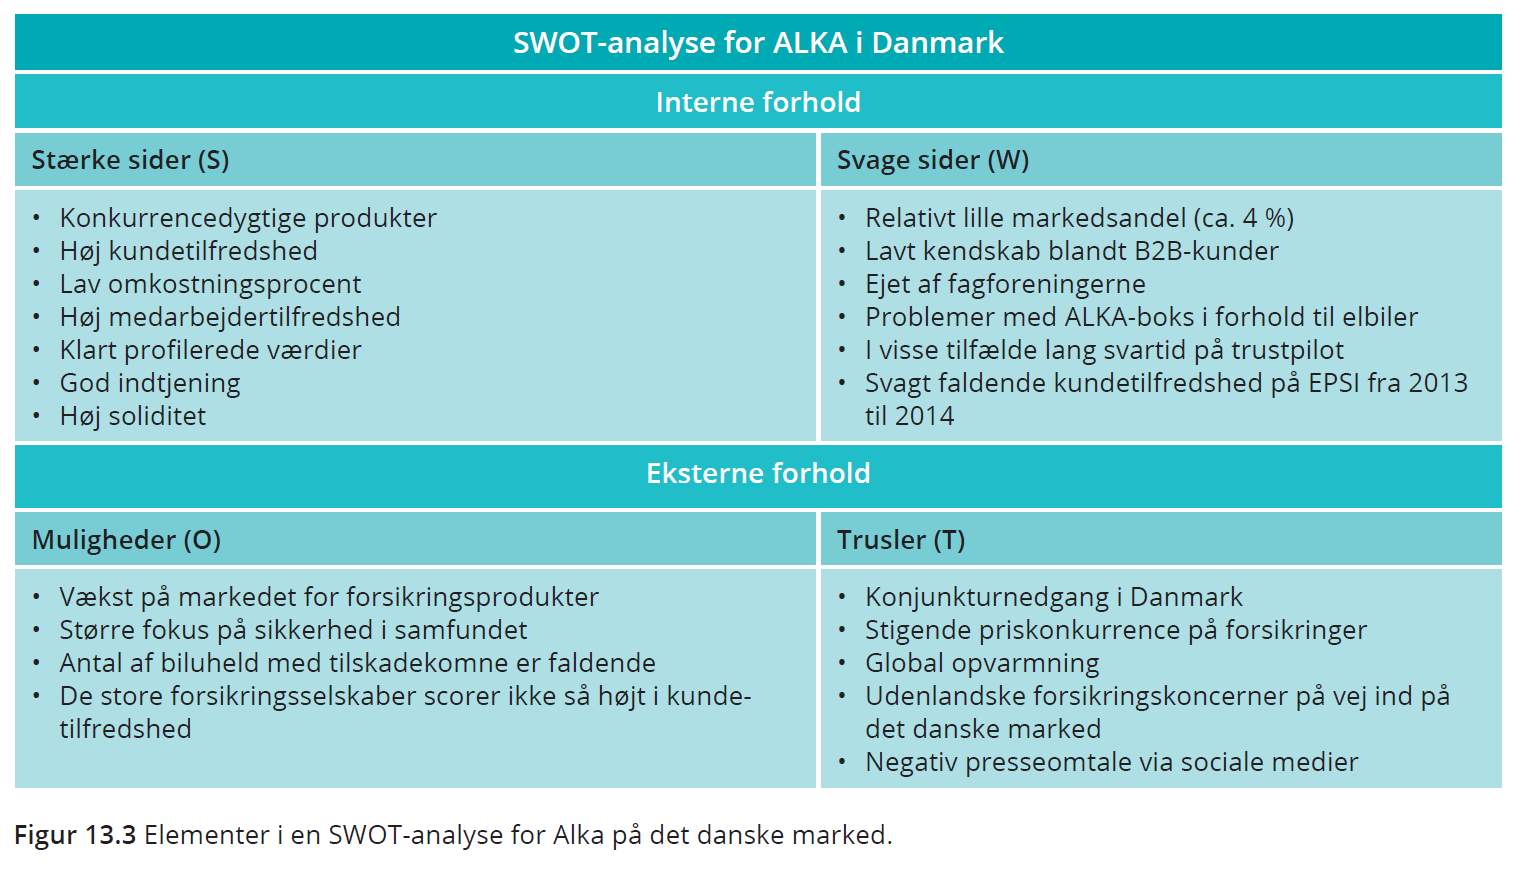 SWOT-analyse for ALKA i Danmark
Interne forhold
Stærke sider (S)
• Konkurrencedygtige produkter
• Høj kundetilfredshed
• Lav omkostningsprocent
• Høj medarbejdertilfredshed
• Klart profilerede værdier
• God indtjening
• Høj soliditet
Svage sider (W)
• Relativt lille markedsandel (ca. 4 %)
• Lavt kendskab blandt B2B-kunder
• Ejet af fagforeningerne
• Problemer med ALKA-boks i forhold til elbiler
• I visse tilfælde lang svartid på trustpilot
• Svagt faldende kundetilfredshed på EPSI fra 2013
til 2014
Eksterne forhold
Muligheder (O)
• Vækst på markedet for forsikringsprodukter
• Større fokus på sikkerhed i samfundet
• Antal af biluheld med tilskadekomne er faldende
• De store forsikringsselskaber scorer ikke så højt i kunde-
tilfredshed
Trusler (T)
• Konjunkturnedgang i Danmark
• Stigende priskonkurrence på forsikringer
• Global opvarmning
• Udenlandske forsikringskoncerner på vej ind på
det danske marked
• Negativ presseomtale via sociale medier
Figur 13.3 Elementer i en SWOT-analyse for Alka på det danske marked.